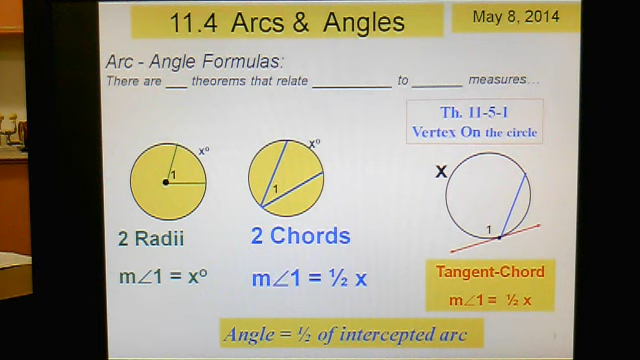 11.4 Arcs & Angles
May 8, 2014
Arc - Angle Formulas:
There are __ theorems that relate __________ to ______ measures…
Th. 11-5-1
Vertex On the circle
xº
1
xº
1
X
1
2 Radii
2 Chords
m∠1 = xº
m∠1 = ½ x
Tangent-Chord
m∠1 = ½ x
Angle = ½ of intercepted arc